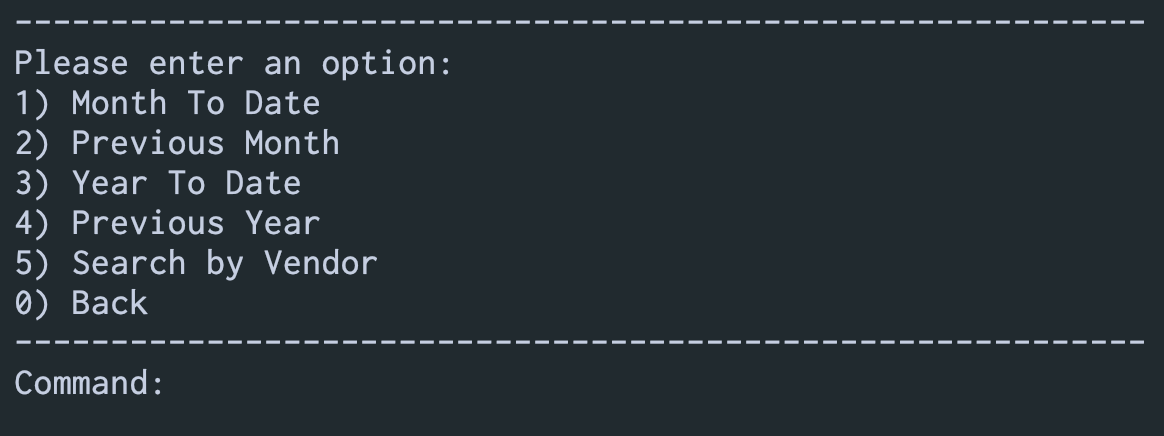 -----------------------------------------------------------
Please enter an option:
1) Month To Date
2) Previous Month
3) Year To Date
4) Previous Year
5) Search by Vendor
0) Back
-----------------------------------------------------------
Command: